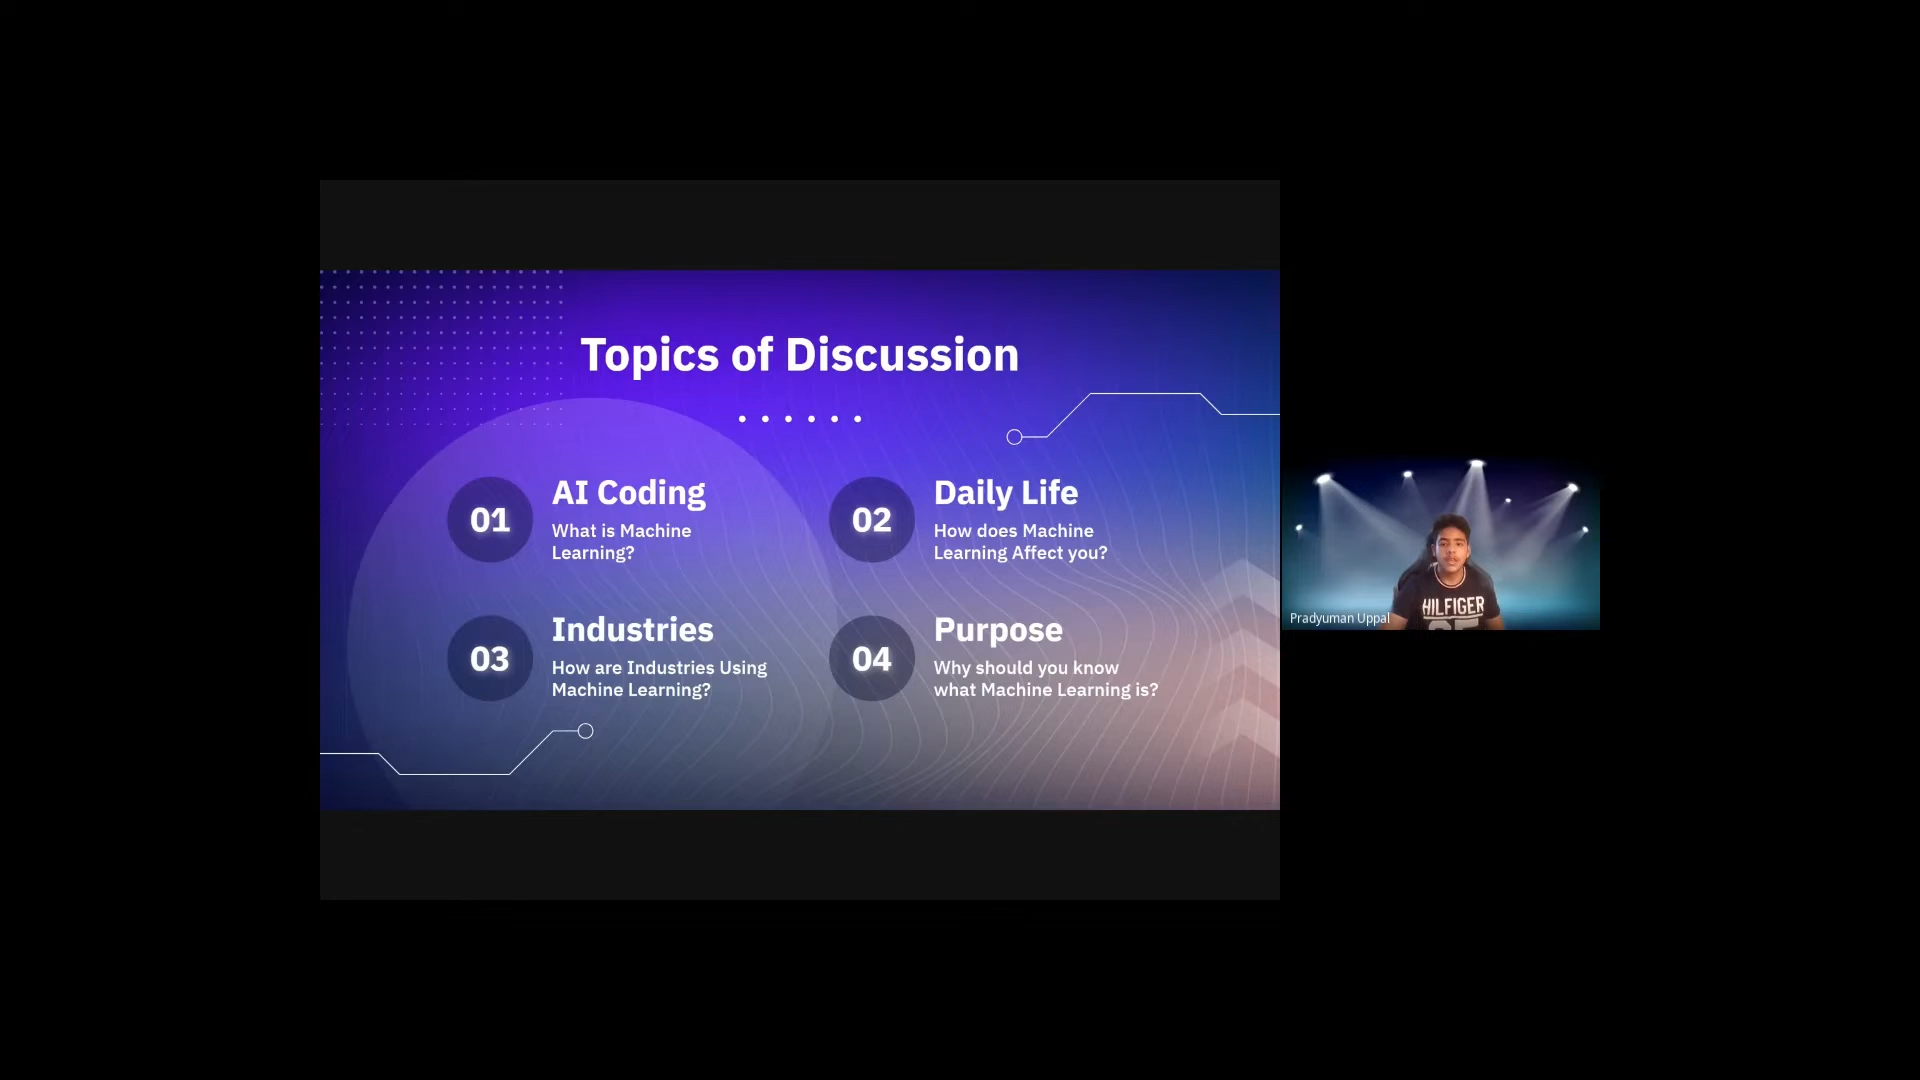 Topics of Discussion
01
AI Coding
What is Machine
Learning?
02
Daily Life
How does Machine
Learning Affect you?
03
Industries
How are Industries Using
Machine Learning?
04
Purpose
Why should you know
what Machine Learning is?
HILFIGER
Pradyuman Uppal